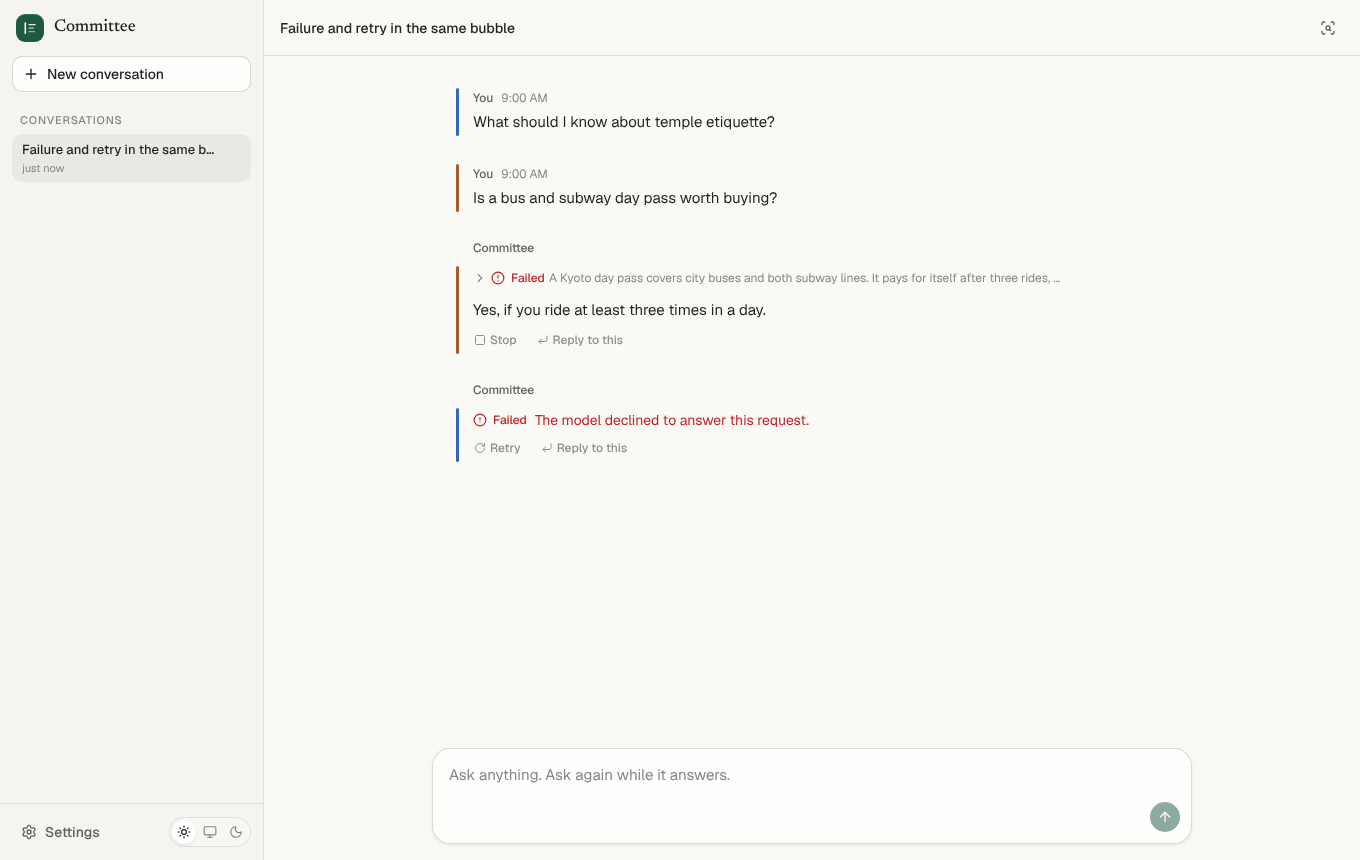 Committee
New conversation
CONVERSATIONS
Failure and retry in the same b…
just now
Settings
Failure and retry in the same bubble
You 9:00 AM
What should I know about temple etiquette?
You 9:00 AM
Is a bus and subway day pass worth buying?
Committee
Failed A Kyoto day pass covers city buses and both subway lines. It pays for itself after three rides, …
Yes, if you ride at least three times in a day.
Stop Reply to this
Committee
Failed The model declined to answer this request.
Retry Reply to this
Ask anything. Ask again while it answers.